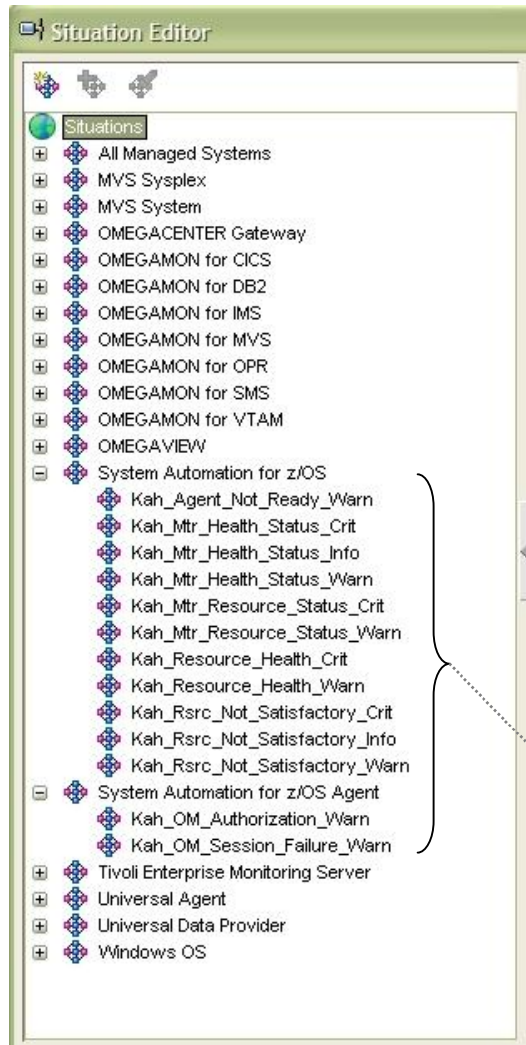 Situation Editor
Situations
All Managed Systems
MVS Sysplex
MVS System
OMEGACENTER Gateway
OMEGAMON for CICS
OMEGAMON for DB2
OMEGAMON for IMS
OMEGAMON for MVS
OMEGAMON for OPR
OMEGAMON for SMS
OMEGAMON for VTAM
OMEGAVIEW
System Automation for z/OS
Kah_Agent_Not_Ready_Warn
Kah_Mtr_Health_Status_Crit
Kah_Mtr_Health_Status_Info
Kah_Mtr_Health_Status_Warn
Kah_Mtr_Resource_Status_Crit
Kah_Mtr_Resource_Status_Warn
Kah_Resource_Health_Crit
Kah_Resource_Health_Warn
Kah_Rsrc_Not_Satisfactory_Crit
Kah_Rsrc_Not_Satisfactory_Info
Kah_Rsrc_Not_Satisfactory_Warn
System Automation for z/OS Agent
Kah_OM_Authorization_Warn
Kah_OM_Session_Failure_Warn
Tivoli Enterprise Monitoring Server
Universal Agent
Universal Data Provider
Windows OS